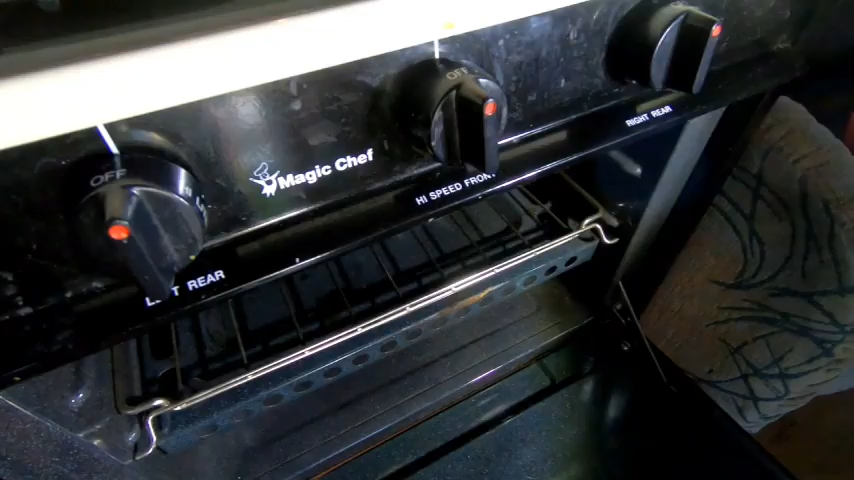 OFF
OFF
Magic Chef
HI SPEED FRONT
RIGHT REAR
LEFT REAR